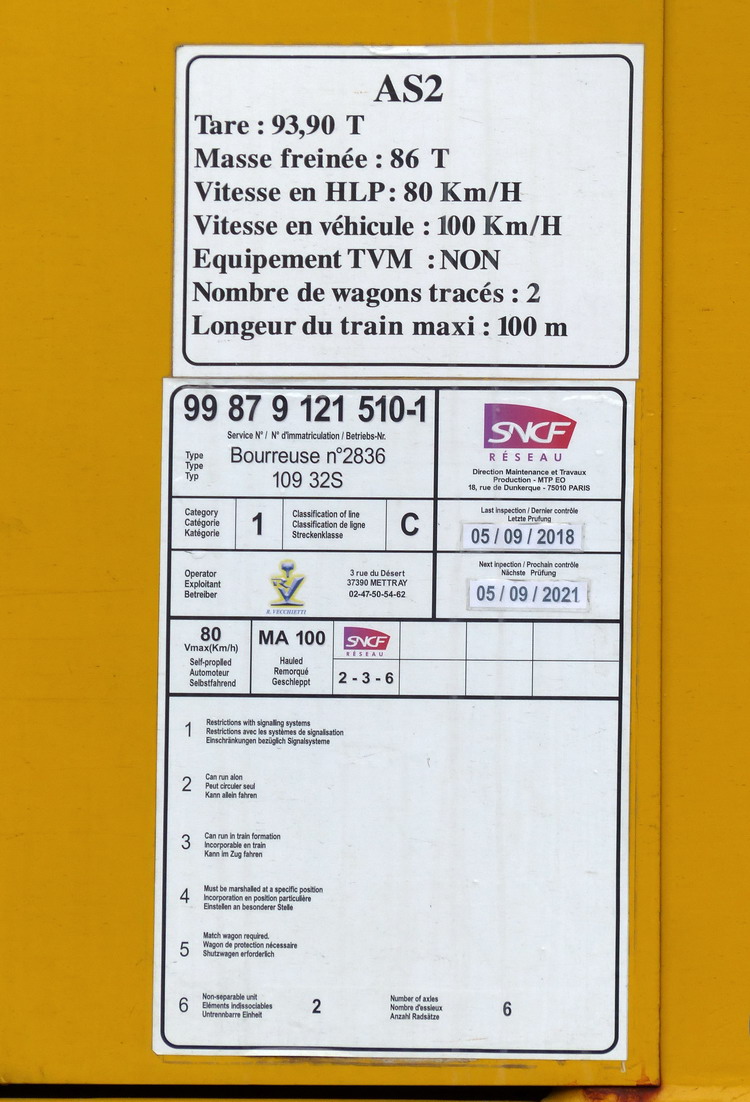 AS2
Tare : 93,90 T
Masse freinée : 86 T
Vitesse en HLP: 80 Km/H
Vitesse en véhicule : 100 Km/H
Equipement TVM : NON
Nombre de wagons tracés : 2
Longeur du train maxi : 100 m
99 87 9 121 510-1
Service N° / N° d'immatriculation / Betriebs-Nr.
Type
Type
Typ
Bourreuse n°2836
109 32S
SNCF
RÉSEAU
Direction Maintenance et Travaux
Production - MTP EO
18, rue de Dunkerque - 75010 PARIS
Category
Catégorie
Kategórie
1
Classification of line
Classification de ligne
Streckenklasse
C
Last inspection / Dernier contrôle
Letzte Prufung
05 / 09 / 2018
Operator
Exploitant
Betreiber
R. VECCHIETTI
3 rue du Désert
37390 METTRAY
02-47-50-54-62
Next inpection / Prochain contrôle
Nächste Prüfung
05 / 09 / 2021
80
Vmax(Km/h)
Self-proplled
Automoteur
Selbstfahrend
MA 100
Hauled
Remorqué
Geschleppt
SNCF
RÉSEAU
2 - 3 - 6
1
Restrictions with signalling systems
Restrictions avec les systèmes de signalisation
Einschränkungen bezüglich Signalsysteme
2
Can run alon
Peut circuler seul
Kann allein fahren
3
Can run in train formation
Incorporable en train
Kann im Zug fahren
4
Must be marshalled at a specific position
Incorporation en position particulière
Einstellen an besonderer Stelle
5
Match wagon required.
Wagon de protection nécessaire
Shutzwagen erforderlich
6
Non-separable unit
Eléments indissociables
Untrennbarre Einheit
2
Number of axles
Nombre d'essieux
Anzahl Radsätze
6